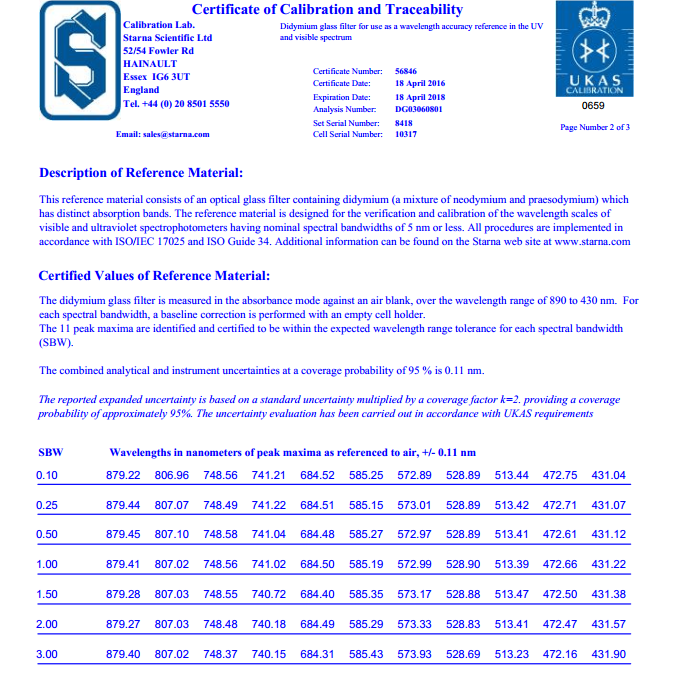 Certificate of Calibration and Traceability
Calibration Lab.
Starna Scientific Ltd
52/54 Fowler Rd
HAINAULT
Essex IG6 3UT
England
Tel. +44 (0) 20 8501 5550
Email: sales@starna.com
Didymium glass filter for use as a wavelength accuracy reference in the UV
and visible spectrum
Certificate Number: 56846
Certificate Date: 18 April 2016
Expiration Date: 18 April 2018
Analysis Number: DG03060801
Set Serial Number: 8418
Cell Serial Number: 10317
UKAS
CALIBRATION
0659
Page Number 2 of 3
Description of Reference Material:
This reference material consists of an optical glass filter containing didymium (a mixture of neodymium and praesodymium) which
has distinct absorption bands. The reference material is designed for the verification and calibration of the wavelength scales of
visible and ultraviolet spectrophotometers having nominal spectral bandwidths of 5 nm or less. All procedures are implemented in
accordance with ISO/IEC 17025 and ISO Guide 34. Additional information can be found on the Starna web site at www.starna.com
Certified Values of Reference Material:
The didymium glass filter is measured in the absorbance mode against an air blank, over the wavelength range of 890 to 430 nm. For
each spectral bandwidth, a baseline correction is performed with an empty cell holder.
The 11 peak maxima are identified and certified to be within the expected wavelength range tolerance for each spectral bandwidth
(SBW).
The combined analytical and instrument uncertainties at a coverage probability of 95 % is 0.11 nm.
The reported expanded uncertainty is based on a standard uncertainty multiplied by a coverage factor k=2. providing a coverage
probability of approximately 95%. The uncertainty evaluation has been carried out in accordance with UKAS requirements
SBW Wavelengths in nanometers of peak maxima as referenced to air, +/- 0.11 nm
0.10 879.22 806.96 748.56 741.21 684.52 585.25 572.89 528.89 513.44 472.75 431.04
0.25 879.44 807.07 748.49 741.22 684.51 585.15 573.01 528.89 513.42 472.71 431.07
0.50 879.45 807.10 748.58 741.04 684.48 585.27 572.97 528.89 513.41 472.61 431.12
1.00 879.41 807.02 748.56 741.02 684.50 585.19 572.99 528.90 513.39 472.66 431.22
1.50 879.28 807.03 748.55 740.72 684.40 585.35 573.17 528.88 513.47 472.50 431.38
2.00 879.27 807.03 748.48 740.18 684.49 585.29 573.33 528.83 513.41 472.47 431.57
3.00 879.40 807.02 748.37 740.15 684.31 585.43 573.93 528.69 513.23 472.16 431.90